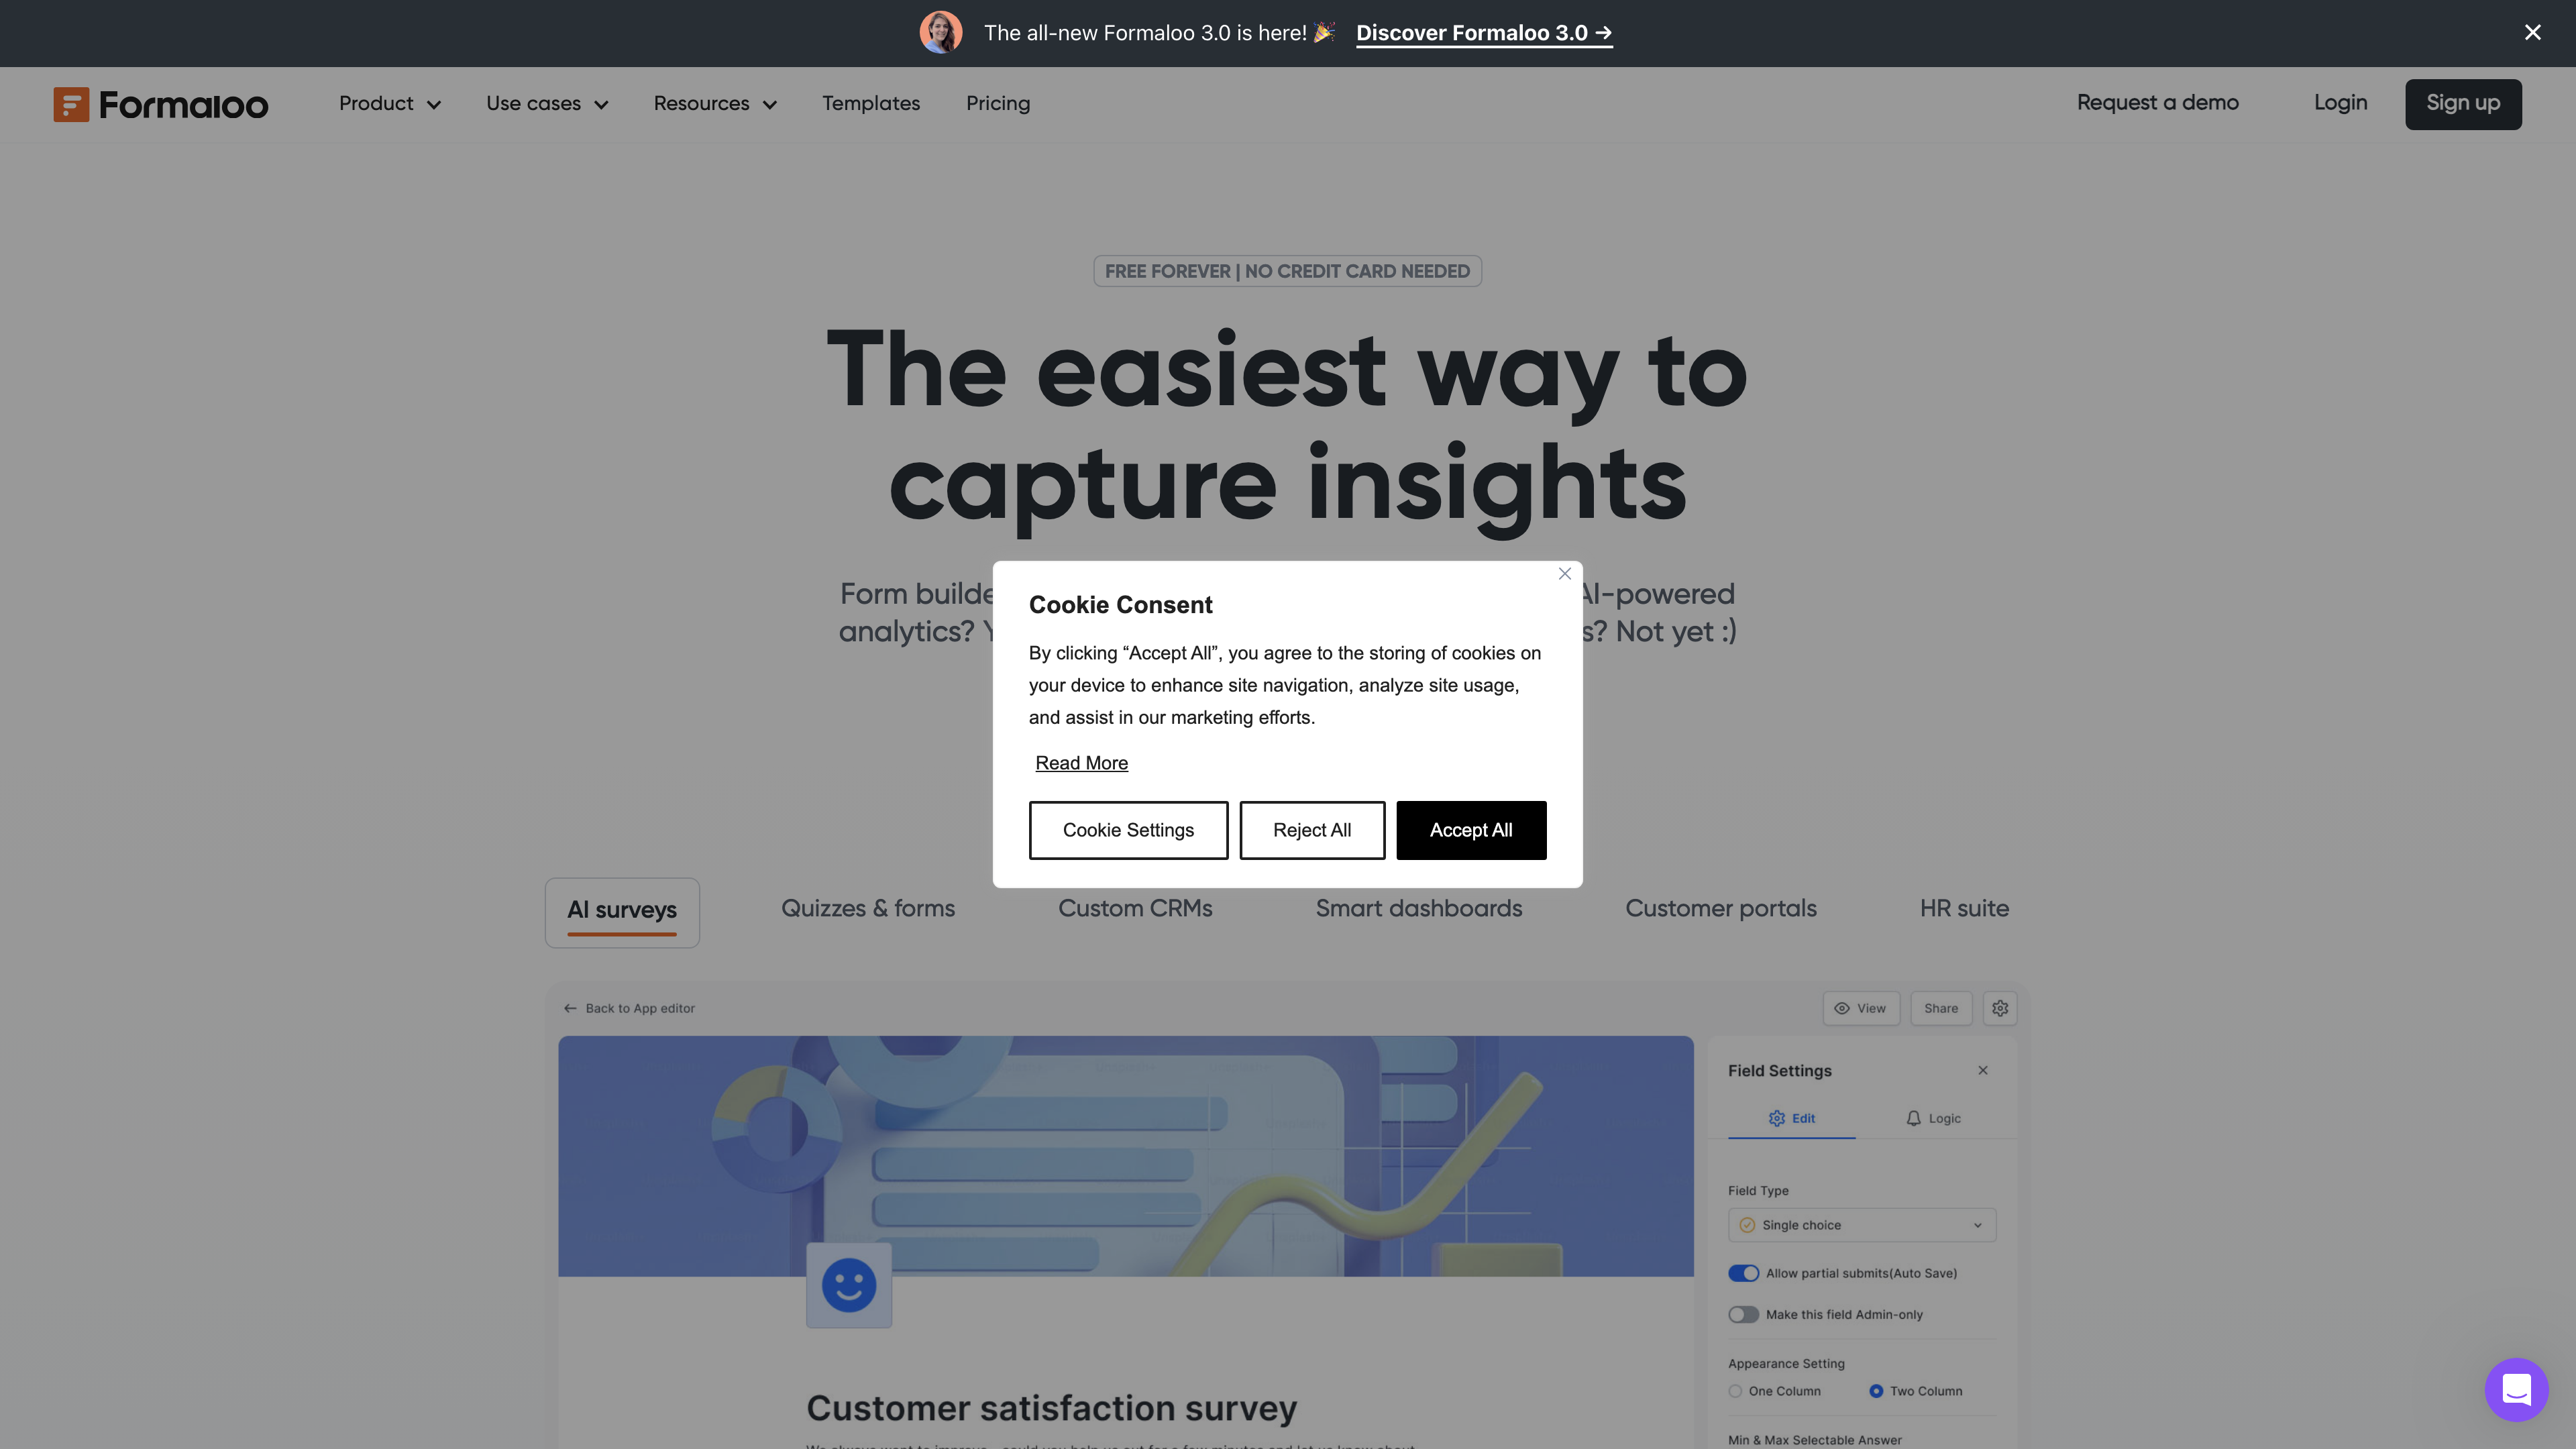 The all-new Formaloo 3.0 is here! 🎉 Discover Formaloo 3.0 →
Formaloo
Product
Use cases
Resources
Templates
Pricing
Request a demo
Login
Sign up
FREE FOREVER | NO CREDIT CARD NEEDED
The easiest way to
capture insights
Form builde
AI-powered
analytics?
s? Not yet :)
Cookie Consent
By clicking “Accept All”, you agree to the storing of cookies on
your device to enhance site navigation, analyze site usage,
and assist in our marketing efforts.
Read More
Cookie Settings
Reject All
Accept All
AI surveys
Quizzes & forms
Custom CRMs
Smart dashboards
Customer portals
HR suite
← Back to App editor
View
Share
Field Settings
Edit
Logic
Field Type
Single choice
Allow partial submits(Auto Save)
Make this field Admin-only
Appearance Setting
One Column
Two Column
Customer satisfaction survey
Min & Max Selectable Answer